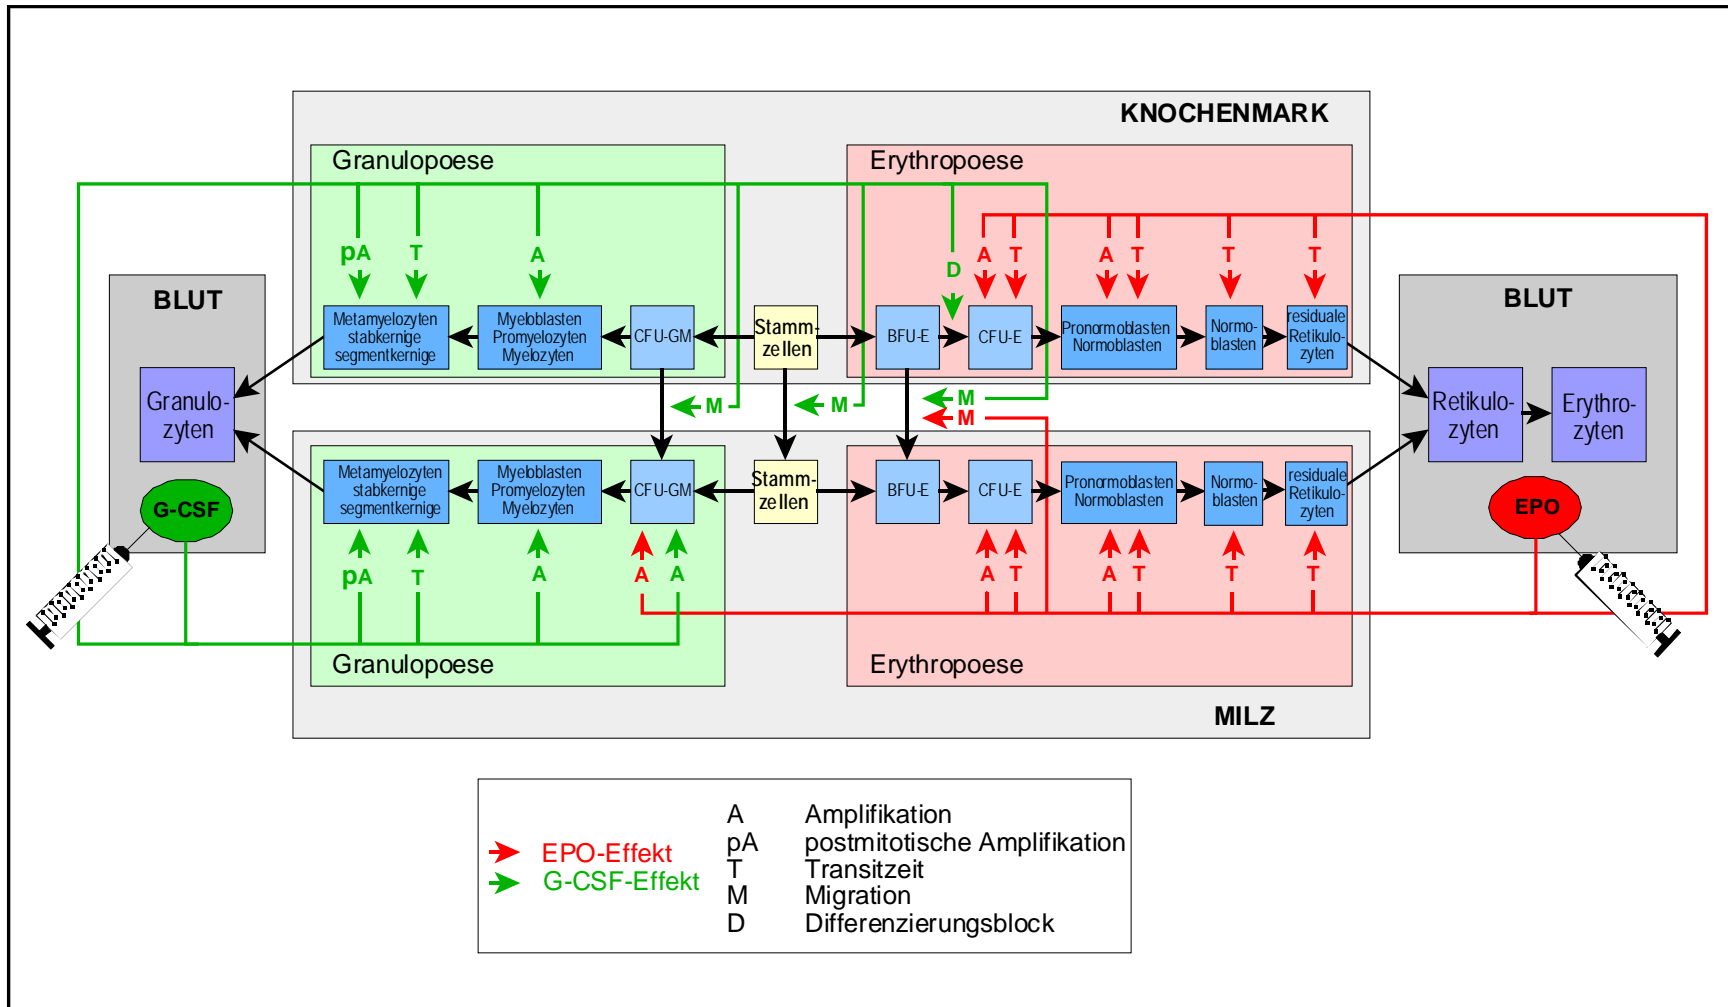 KNOCHENMARK
Granulopoese
Erythropoese
pA
T
A
D
A
T
A
T
T
T
BLUT
BLUT
Metamyelozyten
stabkernige
segmentkernige
Myeloblasten
Promyelozyten
Myelozyten
CFU-GM
Stamm-
zellen
BFU-E
CFU-E
Pronormoblasten
Normoblasten
Normo-
blasten
residuale
Retikulo-
zyten
Granulo-
zyten
M
M
M
M
Retikulo-
zyten
Erythro-
zyten
Metamyelozyten
stabkernige
segmentkernige
Myeloblasten
Promyelozyten
Myelozyten
CFU-GM
Stamm-
zellen
BFU-E
CFU-E
Pronormoblasten
Normoblasten
Normo-
blasten
residuale
Retikulo-
zyten
G-CSF
EPO
pA
T
A
A
A
A
T
A
T
T
T
Granulopoese
Erythropoese
MILZ
EPO-Effekt
G-CSF-Effekt
A Amplifikation
pA postmitotische Amplifikation
T Transitzeit
M Migration
D Differenzierungsblock